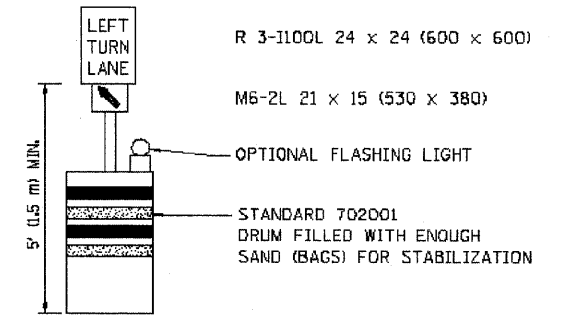 LEFT
TURN
LANE
R 3-I100L 24 x 24 (600 x 600)
M6-2L 21 x 15 (530 x 380)
OPTIONAL FLASHING LIGHT
5' (1.5 m) MIN.
STANDARD 702001
DRUM FILLED WITH ENOUGH
SAND (BAGS) FOR STABILIZATION